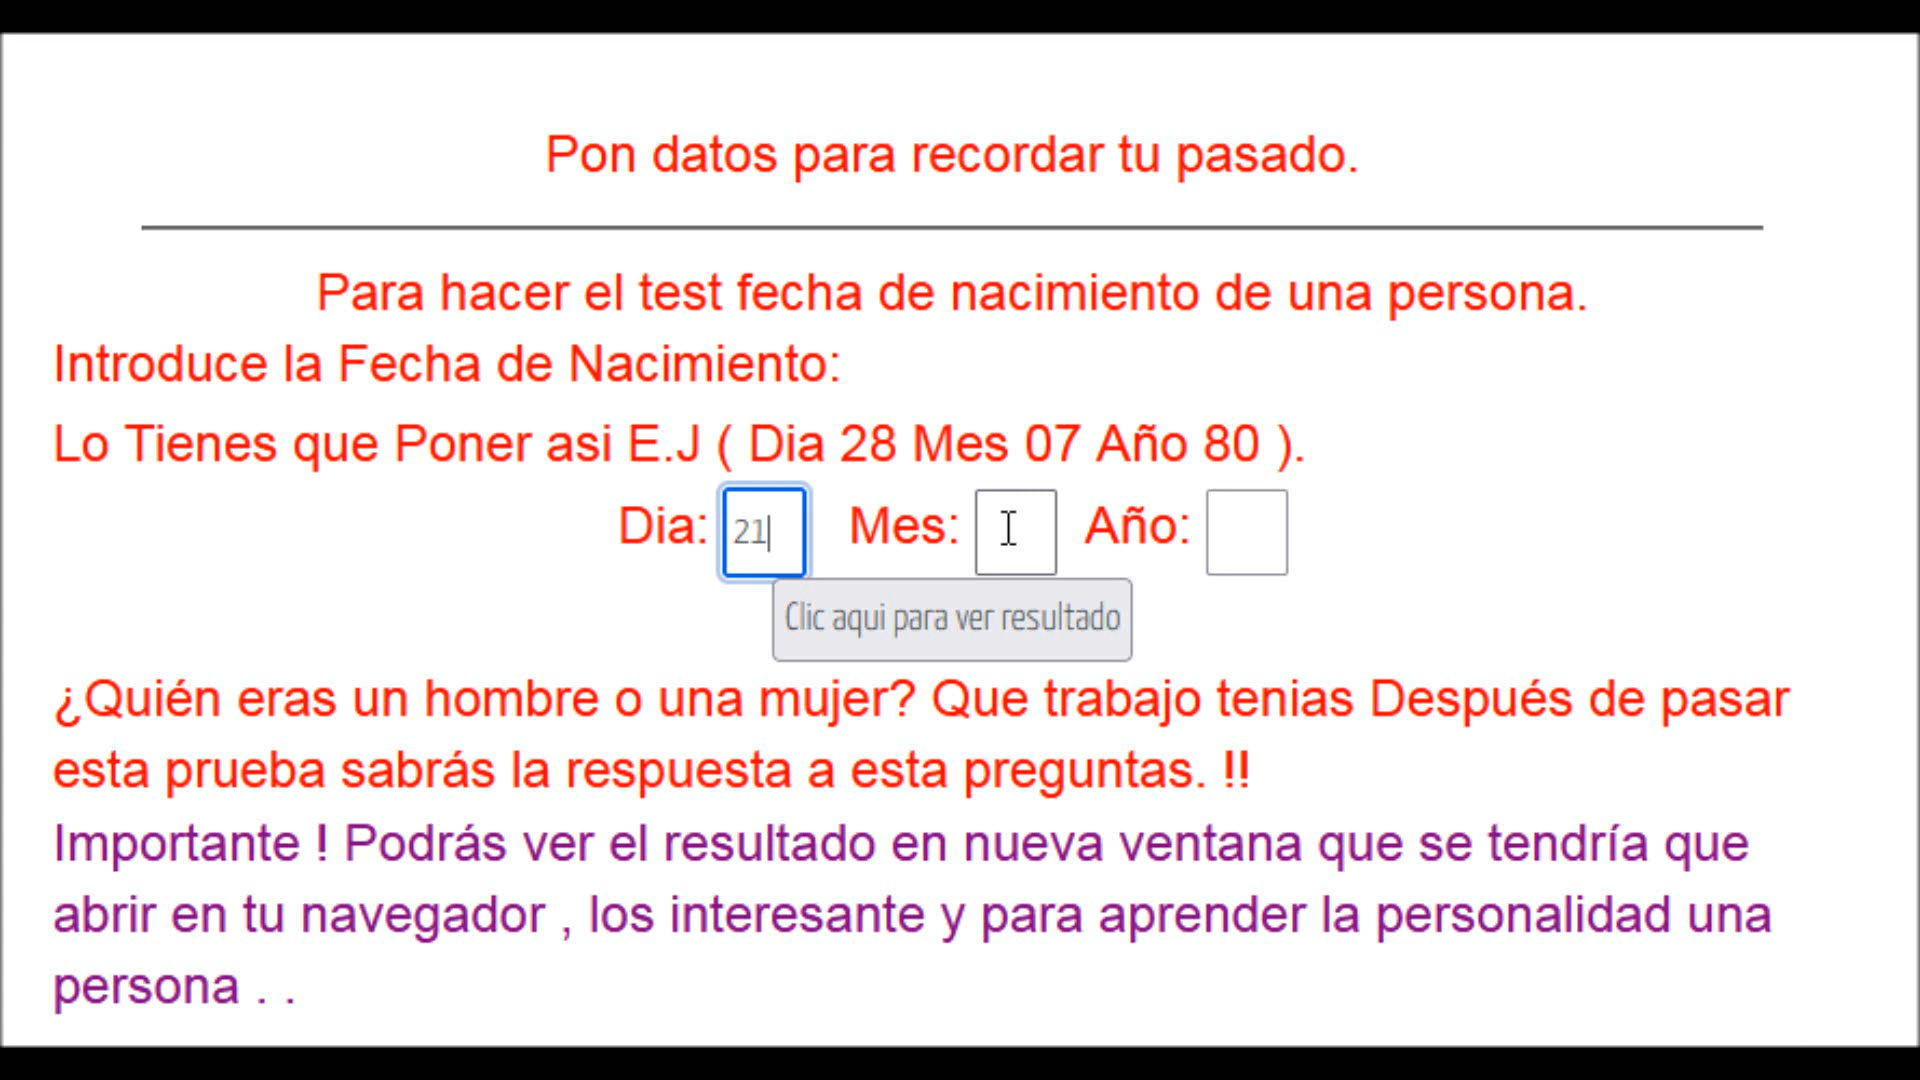 Pon datos para recordar tu pasado.
Para hacer el test fecha de nacimiento de una persona.
Introduce la Fecha de Nacimiento:
Lo Tienes que Poner asi E.J ( Dia 28 Mes 07 Año 80 ).
Dia: 21 Mes: Año:
Clic aqui para ver resultado
¿Quién eras un hombre o una mujer? Que trabajo tenias Después de pasar
esta prueba sabrás la respuesta a esta preguntas. !!
Importante ! Podrás ver el resultado en nueva ventana que se tendría que
abrir en tu navegador , los interesante y para aprender la personalidad una
persona . .